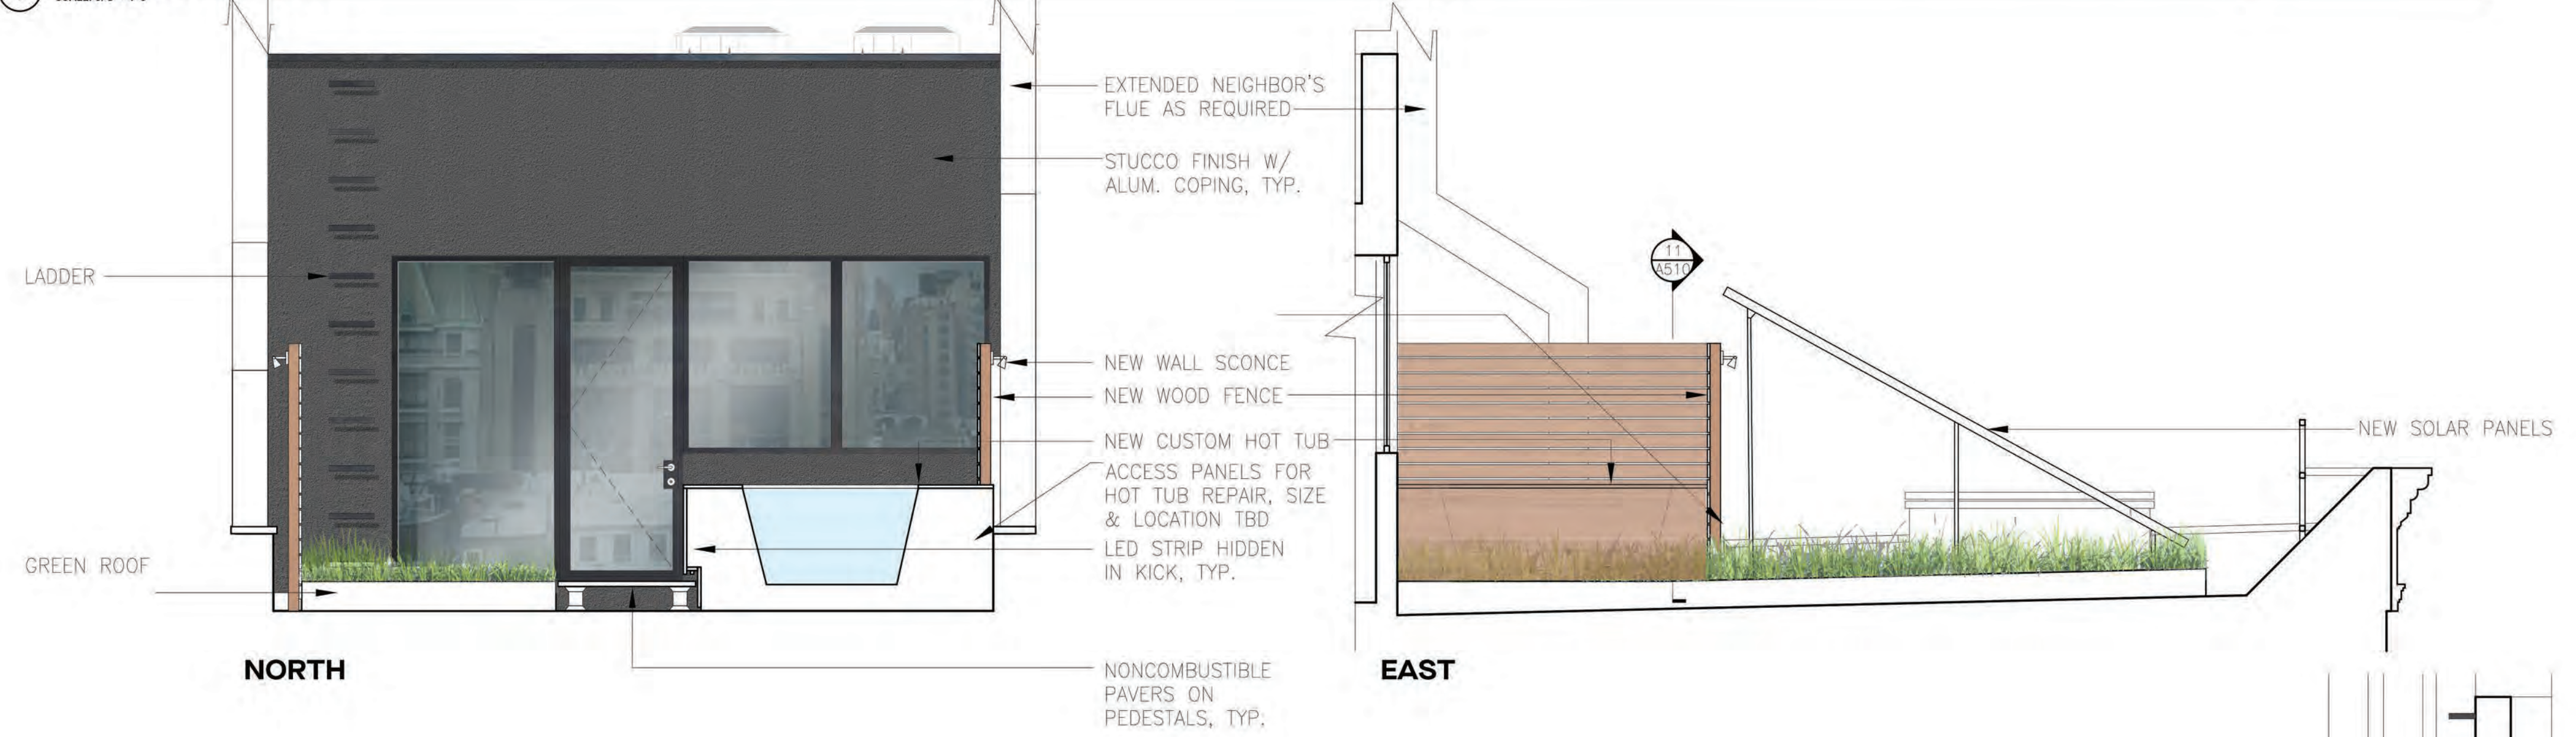 EXTENDED NEIGHBOR'S
FLUE AS REQUIRED
STUCCO FINISH W/
ALUM. COPING, TYP.
LADDER
11
A510
NEW WALL SCONCE
NEW WOOD FENCE
NEW CUSTOM HOT TUB
ACCESS PANELS FOR
HOT TUB REPAIR, SIZE
& LOCATION TBD
LED STRIP HIDDEN
IN KICK, TYP.
NEW SOLAR PANELS
GREEN ROOF
NONCOMBUSTIBLE
PAVERS ON
PEDESTALS, TYP.
NORTH
EAST